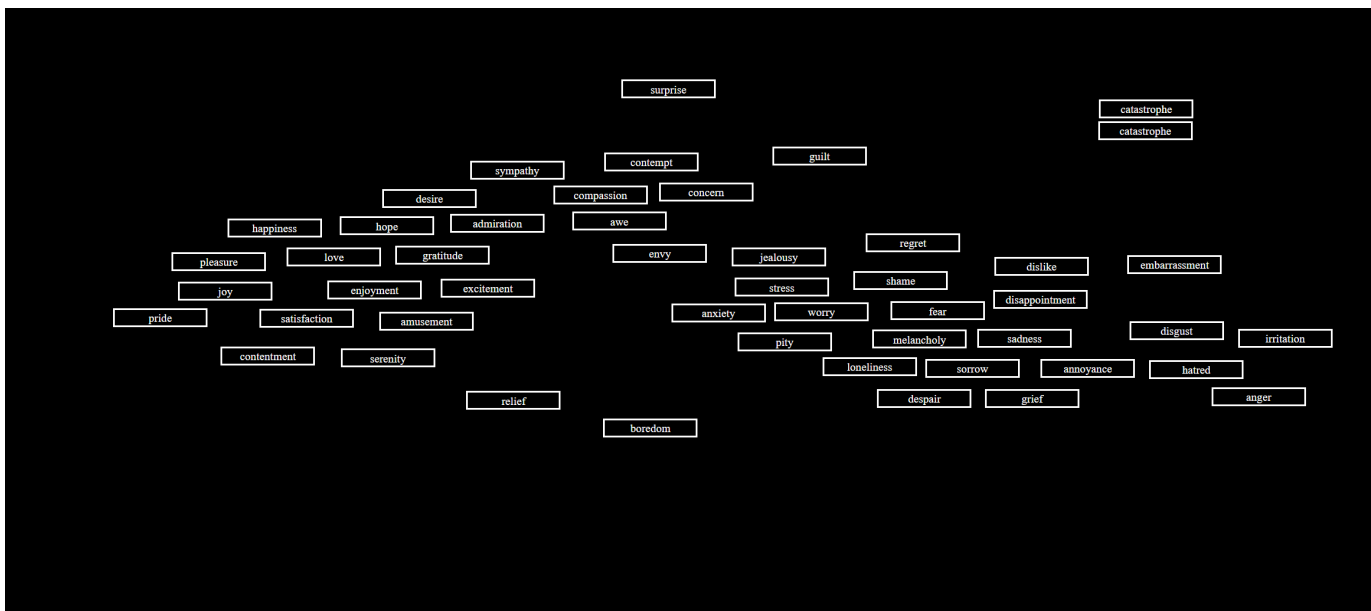 surprise
catastrophe
catastrophe
guilt
contempt
sympathy
concern
compassion
desire
awe
admiration
hope
happiness
regret
envy
gratitude
love
jealousy
pleasure
embarrassment
dislike
shame
stress
excitement
enjoyment
joy
disappointment
fear
worry
anxiety
pride
satisfaction
amusement
disgust
irritation
sadness
melancholy
pity
contentment
serenity
loneliness
sorrow
annoyance
hatred
anger
grief
despair
relief
boredom